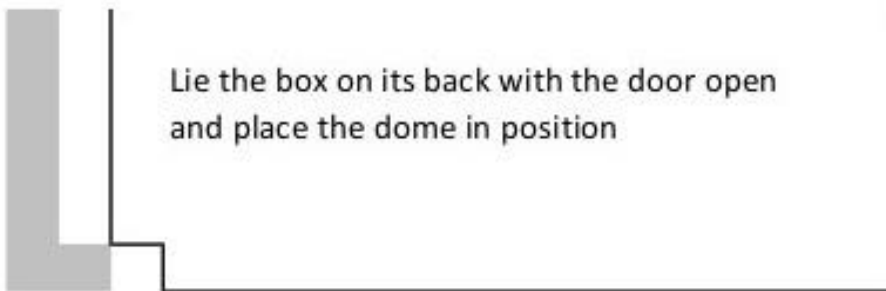 Lie the box on its back with the door open
and place the dome in position